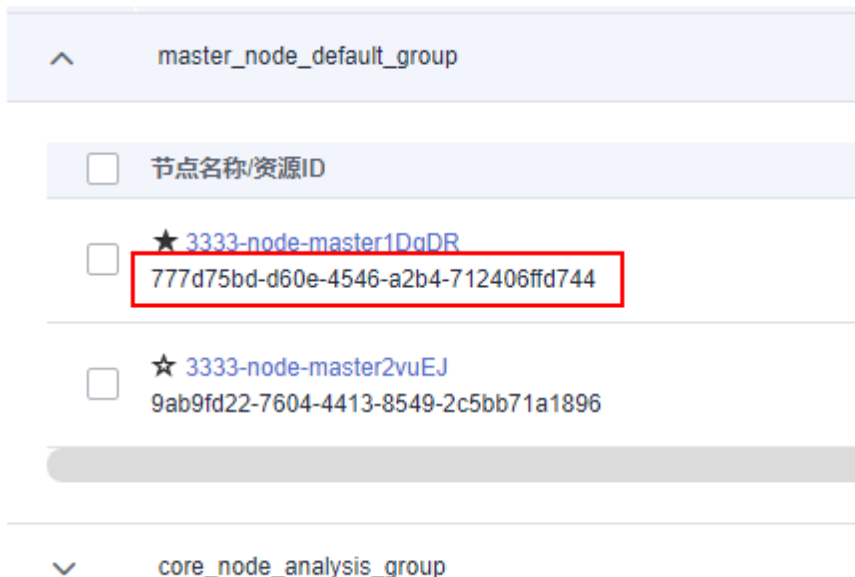 master_node_default_group
节点名称/资源ID
★ 3333-node-master1DgDR
777d75bd-d60e-4546-a2b4-712406ffd744
☆ 3333-node-master2vuEJ
9ab9fd22-7604-4413-8549-2c5bb71a1896
core_node_analysis_group